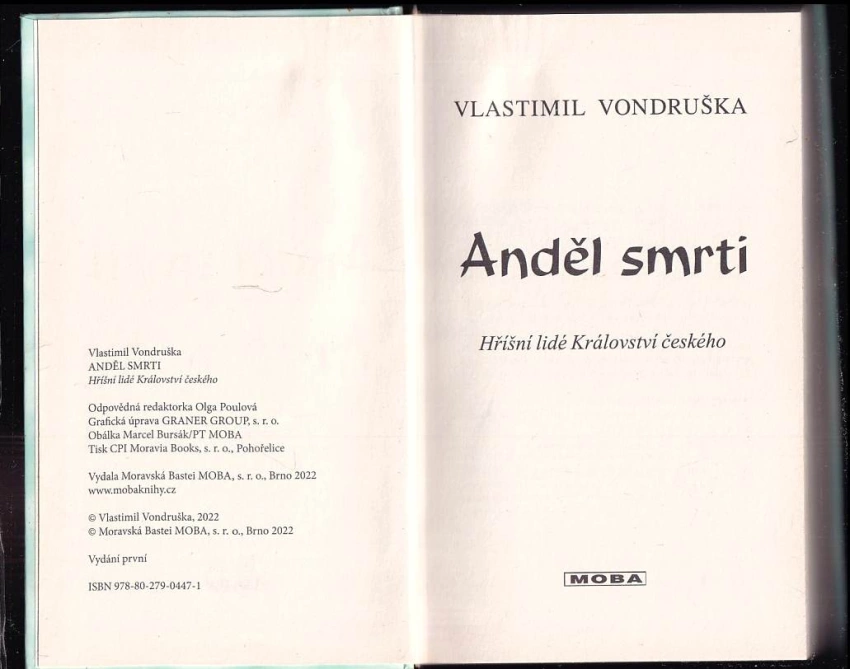 Vlastimil Vondruška
ANDĚL SMRTI
Hříšní lidé Království českého
Odpovědná redaktorka Olga Poulová
Grafická úprava GRANER GROUP, s. r. o.
Obálka Marcel Bursák/PT MOBA
Tisk CPI Moravia Books, s. r. o., Pohořelice
Vydala Moravská Bastei MOBA, s. r. o., Brno 2022
www.mobaknihy.cz
© Vlastimil Vondruška, 2022
© Moravská Bastei MOBA, s. r. o., Brno 2022
Vydání první
ISBN 978-80-279-0447-1
VLASTIMIL VONDRUŠKA
Anděl smrti
Hříšní lidé Království českého
MOBA